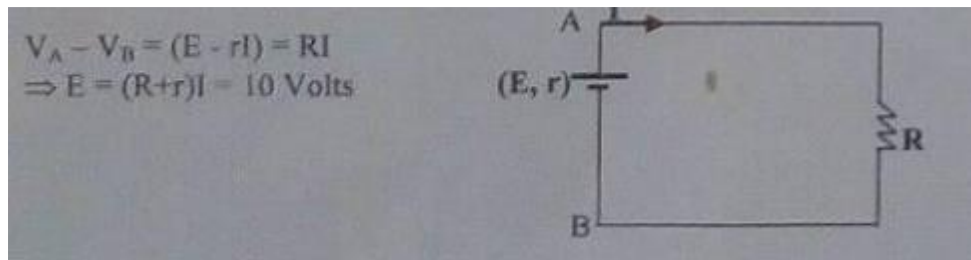 V_A – V_B = (E - rI) = RI
⇒ E = (R+r)I = 10 Volts
A
I
(E, r)
R
B